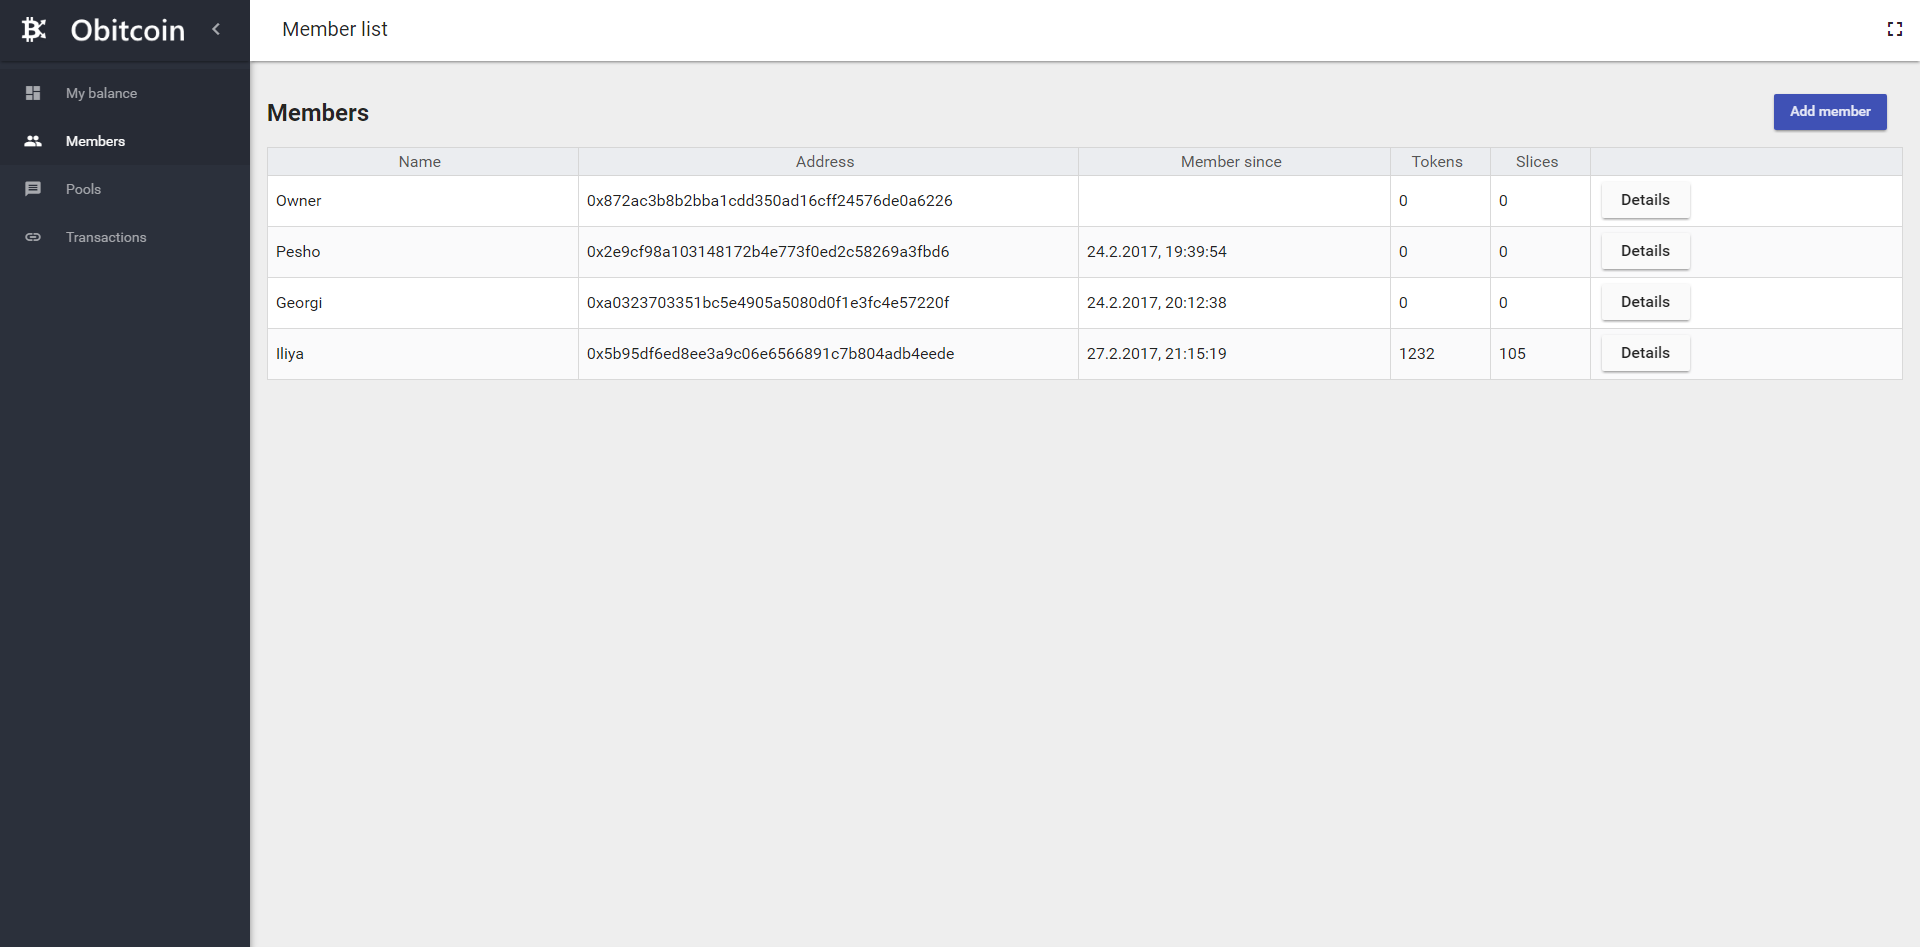 Obitcoin
Member list
My balance
Members
Pools
Transactions
Members
Add member
Name Address Member since Tokens Slices
Owner 0x872ac3b8b2bba1cdd350ad16cff24576de0a6226 0 0 Details
Pesho 0x2e9cf98a103148172b4e773f0ed2c58269a3fbd6 24.2.2017, 19:39:54 0 0 Details
Georgi 0xa0323703351bc5e4905a5080d0f1e3fc4e57220f 24.2.2017, 20:12:38 0 0 Details
Iliya 0x5b95df6ed8ee3a9c06e6566891c7b804adb4eede 27.2.2017, 21:15:19 1232 105 Details